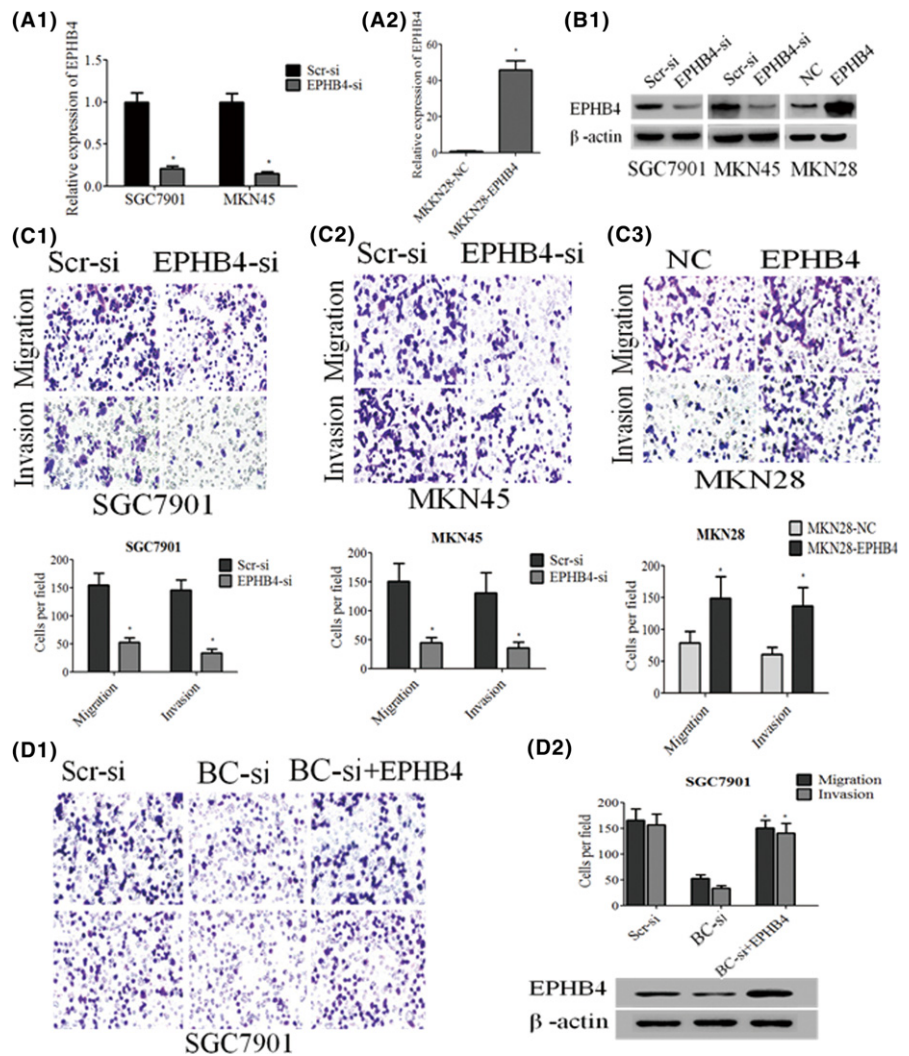 (A1)
Relative expression of EPHB4
1.5
1.0
0.5
0.0
Scr-si
EPHB4-si
*
*
SGC7901
MKN45
(A2)
Relative expression of EPHB4
60
40
20
0
*
MKKN28-NC
MKKN28-EPHB4
(B1)
Scr-si
EPHB4-si
Scr-si
EPHB4-si
NC
EPHB4
EPHB4
β -actin
SGC7901 MKN45 MKN28
(C1)
Scr-si EPHB4-si
Migration
Invasion
SGC7901
SGC7901
Cells per field
200
150
100
50
0
Scr-si
EPHB4-si
*
*
Migration
Invasion
(C2)
Scr-si EPHB4-si
Migration
Invasion
MKN45
MKN45
Cells per field
200
150
100
50
0
Scr-si
EPHB4-si
*
*
Migration
Invasion
(C3)
NC EPHB4
Migration
Invasion
MKN28
MKN28
MKN28-NC
MKN28-EPHB4
Cells per field
200
150
100
50
0
*
*
Migration
Invasion
(D1)
Scr-si BC-si BC-si+EPHB4
SGC7901
(D2)
SGC7901
Migration
Invasion
Cells per field
200
150
100
50
0
*
*
Scr-si
BC-si
BC-si+EPHB4
EPHB4
β -actin